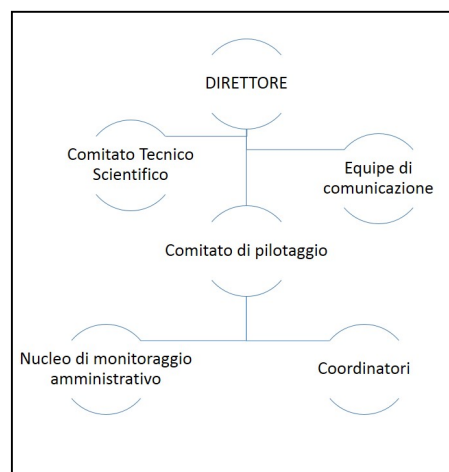 DIRETTORE
Comitato Tecnico
Scientifico
Equipe di
comunicazione
Comitato di pilotaggio
Nucleo di monitoraggio
amministrativo
Coordinatori